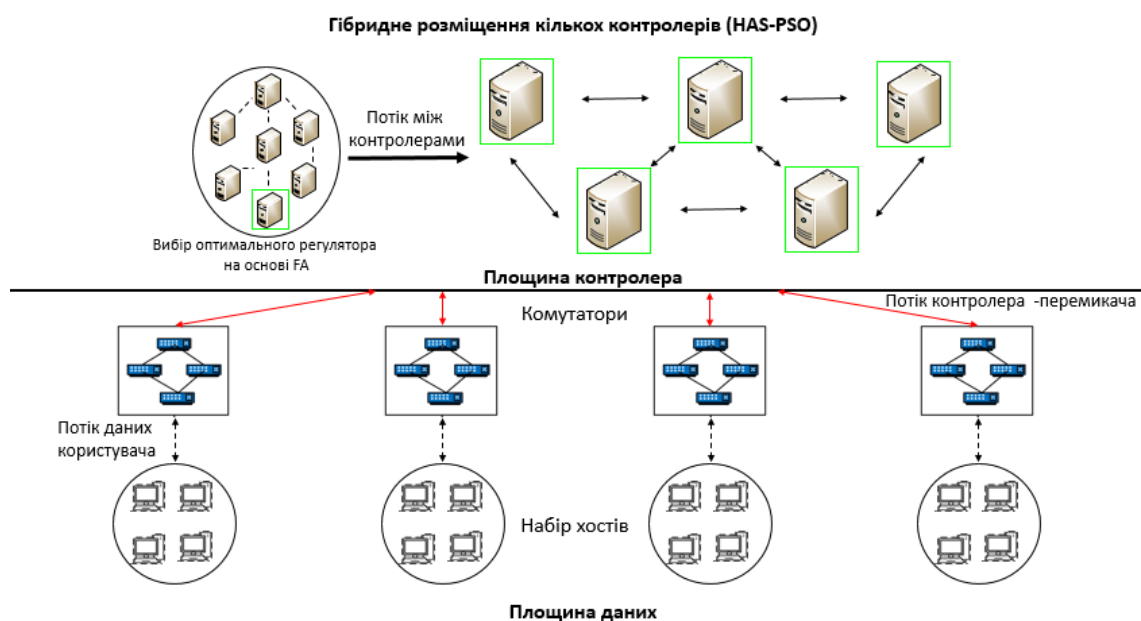 Гібридне розміщення кількох контролерів (HAS-PSO)
Потік між
контролерами
Вибір оптимального регулятора
на основі FA
Площина контролера
Комутатори
Потік контролера -перемикача
Потік даних
користувача
Набір хостів
Площина даних